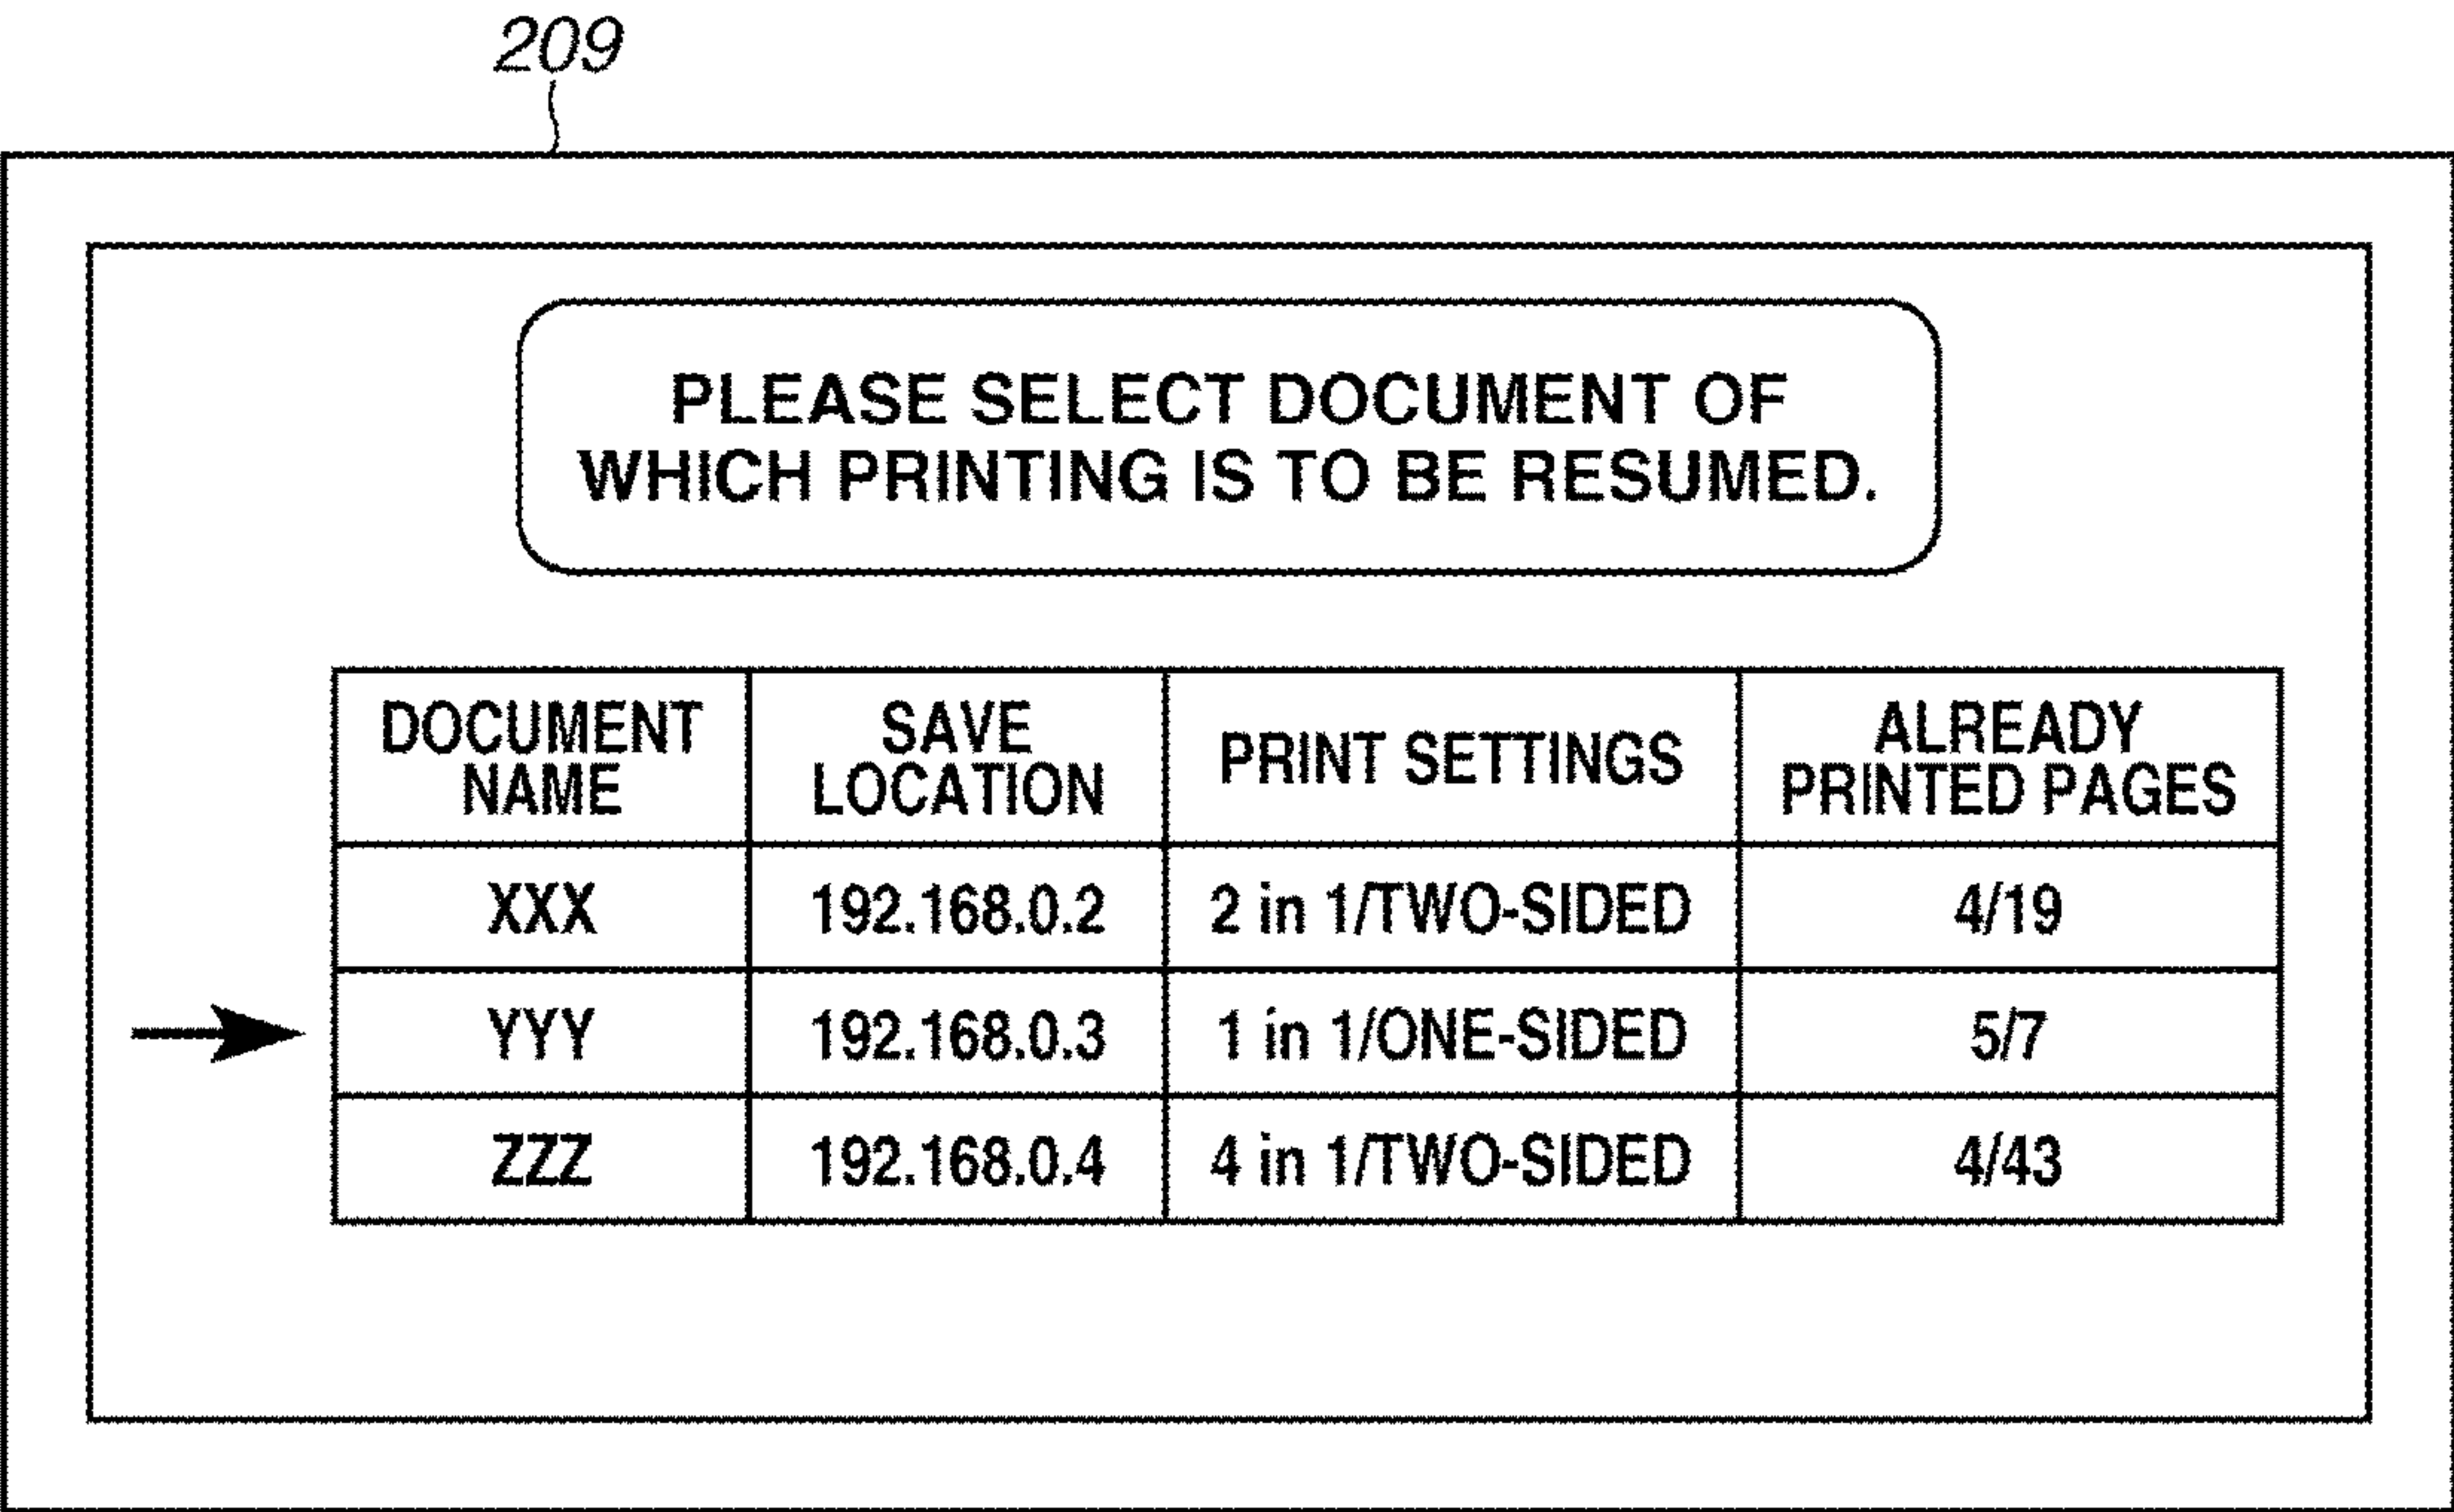 209
PLEASE SELECT DOCUMENT OF
WHICH PRINTING IS TO BE RESUMED.
DOCUMENT NAME SAVE LOCATION PRINT SETTINGS ALREADY PRINTED PAGES
XXX 192.168.0.2 2 in 1/TWO-SIDED 4/19
YYY 192.168.0.3 1 in 1/ONE-SIDED 5/7
ZZZ 192.168.0.4 4 in 1/TWO-SIDED 4/43